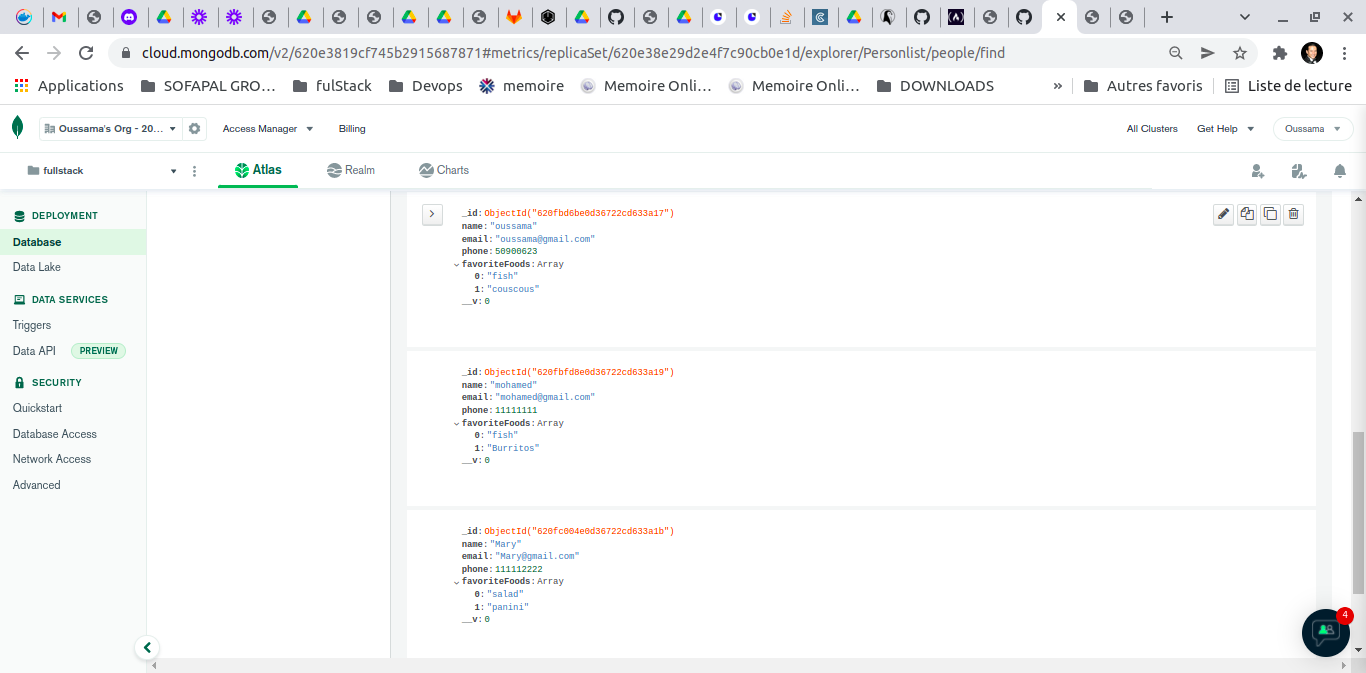 cloud.mongodb.com/v2/620e3819cf745b2915687871#metrics/replicaSet/620e38e29d2e4f7c90cb0e1d/explorer/Personlist/people/find
Applications SOFAPAL GRO… fulStack Devops memoire Memoire Onli… Memoire Onli… DOWNLOADS » Autres favoris Liste de lecture
Oussama's Org - 20... Access Manager Billing All Clusters Get Help Oussama
fullstack Atlas Realm Charts
DEPLOYMENT
Database
Data Lake
DATA SERVICES
Triggers
Data API PREVIEW
SECURITY
Quickstart
Database Access
Network Access
Advanced
_id:ObjectId("620fbd6be0d36722cd633a17")
name:"oussama"
email:"oussama@gmail.com"
phone:50900623
favoriteFoods:Array
0:"fish"
1:"couscous"
__v:0
_id:ObjectId("620fbfd8e0d36722cd633a19")
name:"mohamed"
email:"mohamed@gmail.com"
phone:11111111
favoriteFoods:Array
0:"fish"
1:"Burritos"
__v:0
_id:ObjectId("620fc004e0d36722cd633a1b")
name:"Mary"
email:"Mary@gmail.com"
phone:111112222
favoriteFoods:Array
0:"salad"
1:"panini"
__v:0
4